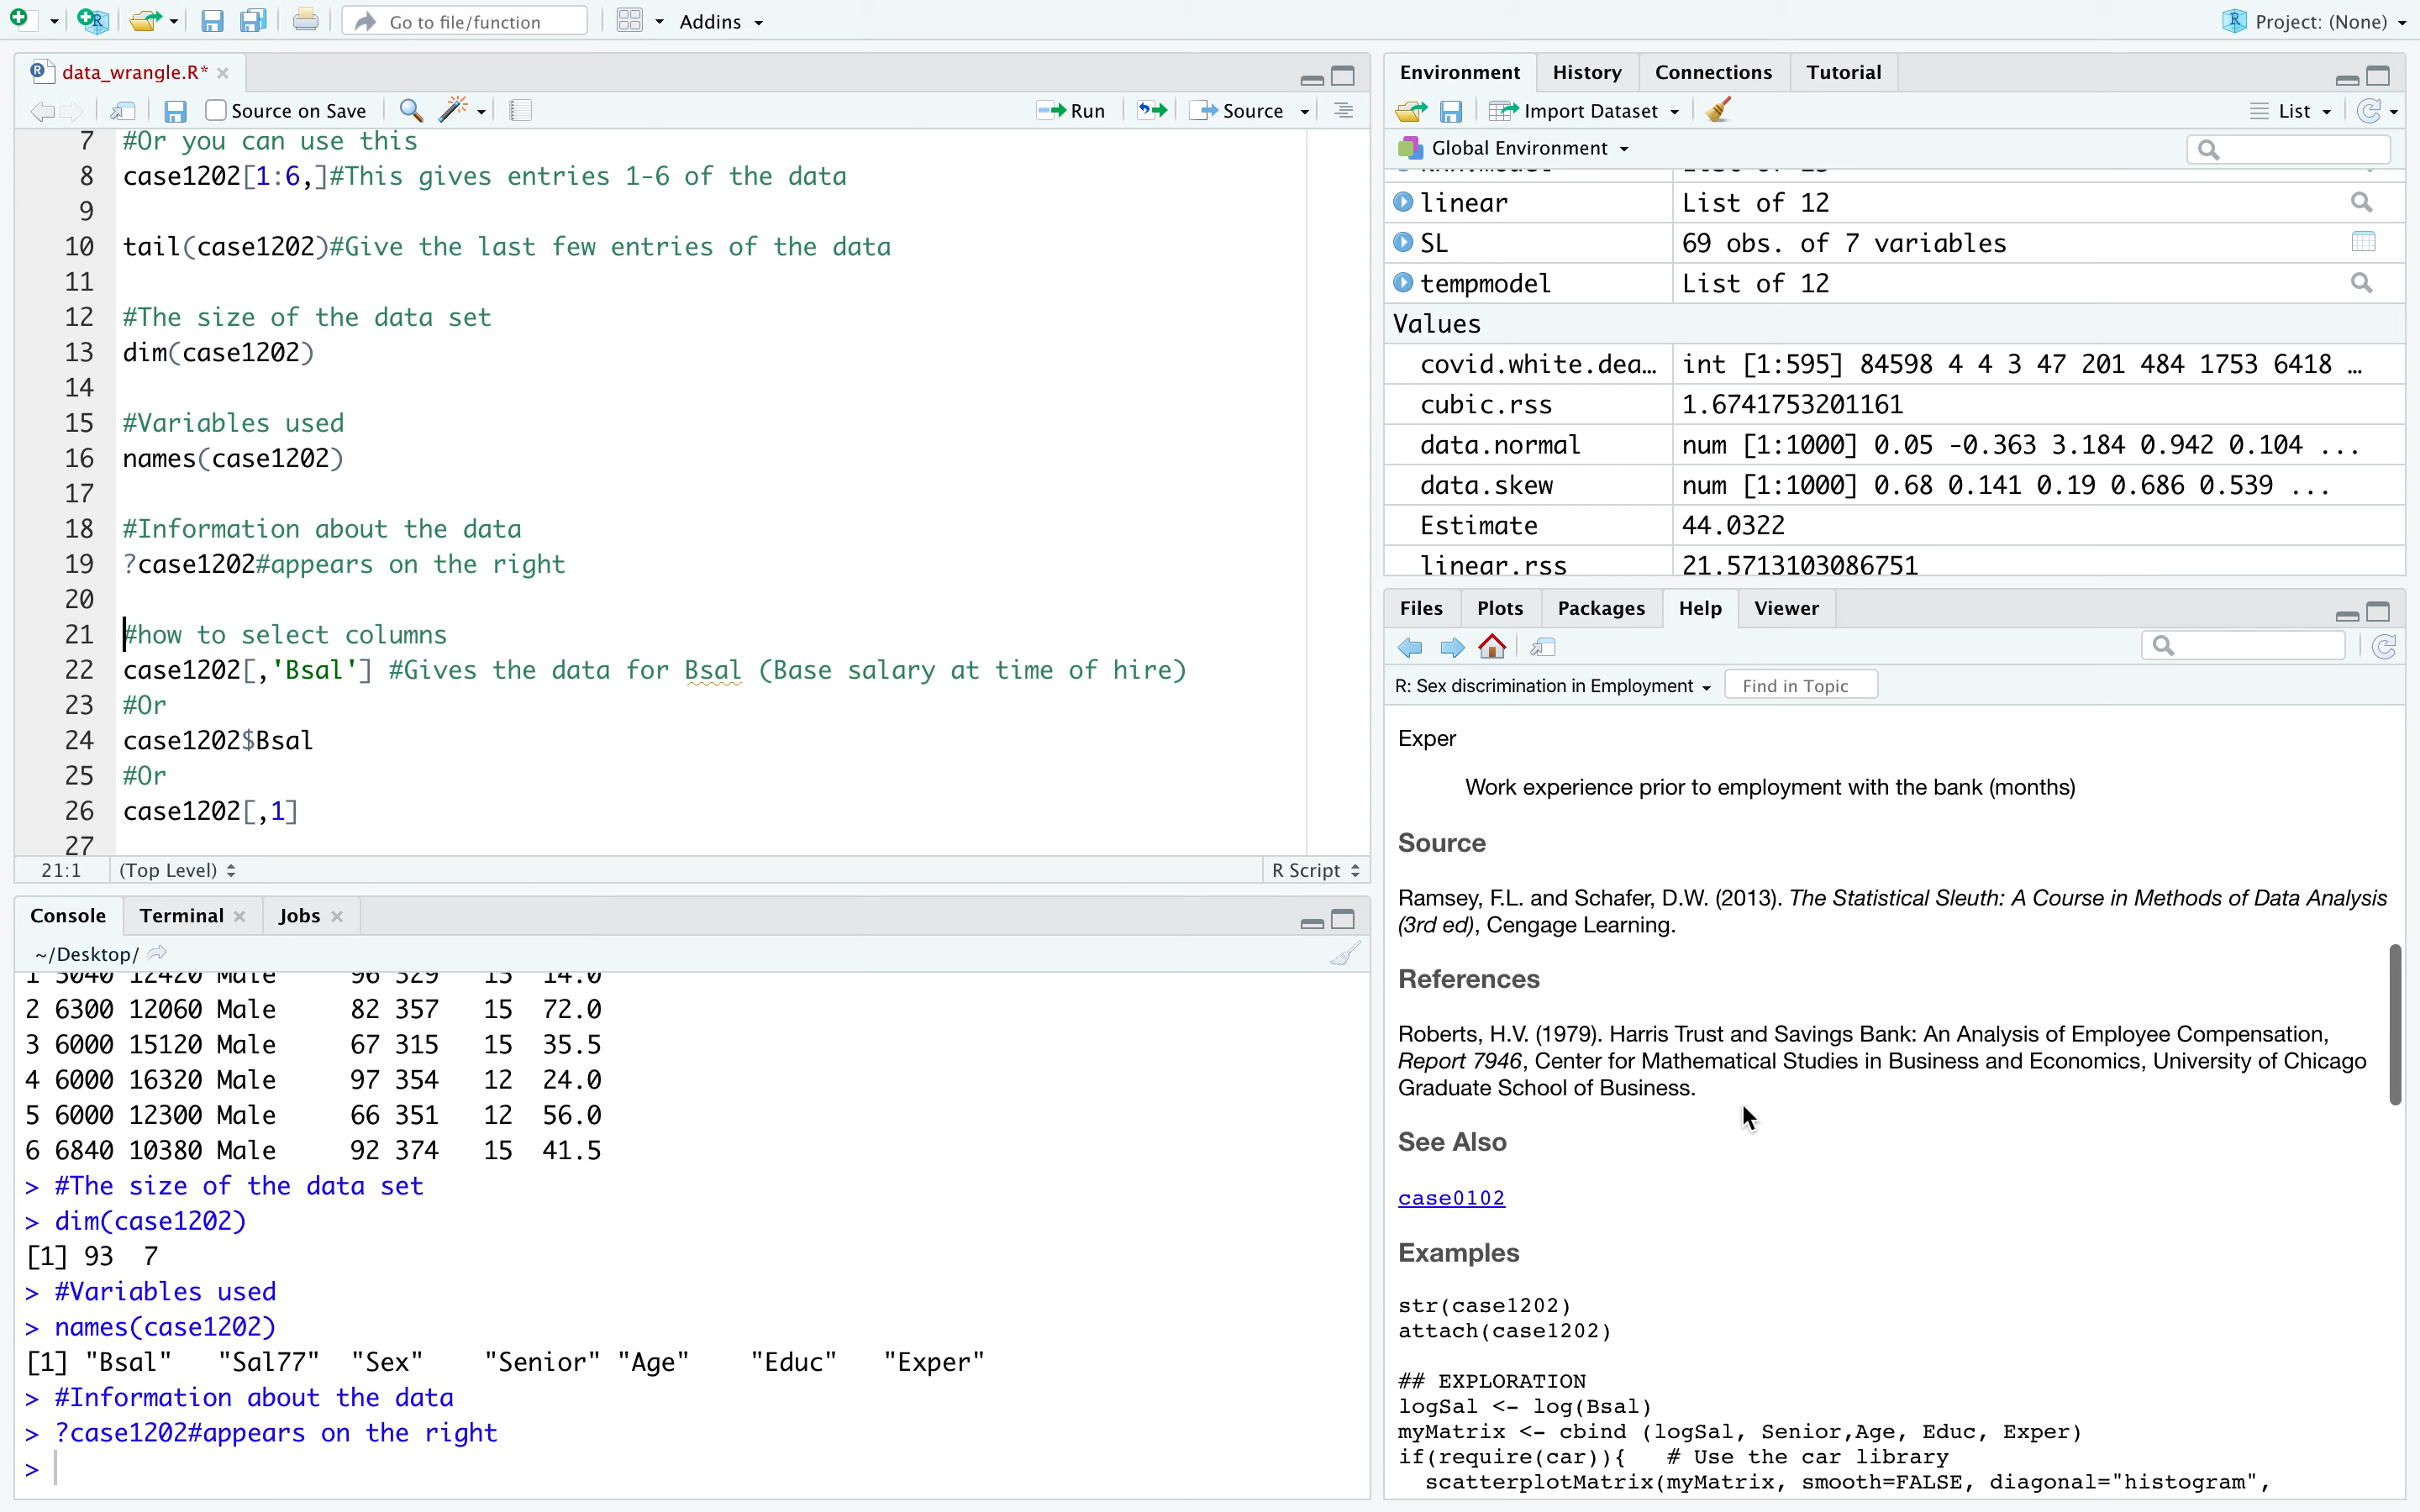 Go to file/function
Addins
Project: (None)
data_wrangle.R*
Source on Save
Run
Source
7 #Or you can use this
8 case1202[1:6,]#This gives entries 1-6 of the data
9
10 tail(case1202)#Give the last few entries of the data
11
12 #The size of the data set
13 dim(case1202)
14
15 #Variables used
16 names(case1202)
17
18 #Information about the data
19 ?case1202#appears on the right
20
21 #how to select columns
22 case1202[,'Bsal'] #Gives the data for Bsal (Base salary at time of hire)
23 #Or
24 case1202$Bsal
25 #Or
26 case1202[,1]
27
21:1 (Top Level) R Script
Console Terminal Jobs
~/Desktop/
1 5040 12420 Male 96 329 15 14.0
2 6300 12060 Male 82 357 15 72.0
3 6000 15120 Male 67 315 15 35.5
4 6000 16320 Male 97 354 12 24.0
5 6000 12300 Male 66 351 12 56.0
6 6840 10380 Male 92 374 15 41.5
> #The size of the data set
> dim(case1202)
[1] 93 7
> #Variables used
> names(case1202)
[1] "Bsal" "Sal77" "Sex" "Senior" "Age" "Educ" "Exper"
> #Information about the data
> ?case1202#appears on the right
>
Environment History Connections Tutorial
Import Dataset List
Global Environment
linear List of 12
SL 69 obs. of 7 variables
tempmodel List of 12
Values
covid.white.dea… int [1:595] 84598 4 4 3 47 201 484 1753 6418 …
cubic.rss 1.6741753201161
data.normal num [1:1000] 0.05 -0.363 3.184 0.942 0.104 ...
data.skew num [1:1000] 0.68 0.141 0.19 0.686 0.539 ...
Estimate 44.0322
linear.rss 21.5713103086751
Files Plots Packages Help Viewer
R: Sex discrimination in Employment Find in Topic
Exper
Work experience prior to employment with the bank (months)
Source
Ramsey, F.L. and Schafer, D.W. (2013). The Statistical Sleuth: A Course in Methods of Data Analysis
(3rd ed), Cengage Learning.
References
Roberts, H.V. (1979). Harris Trust and Savings Bank: An Analysis of Employee Compensation,
Report 7946, Center for Mathematical Studies in Business and Economics, University of Chicago
Graduate School of Business.
See Also
case0102
Examples
str(case1202)
attach(case1202)
## EXPLORATION
logSal <- log(Bsal)
myMatrix <- cbind (logSal, Senior,Age, Educ, Exper)
if(require(car)){ # Use the car library
scatterplotMatrix(myMatrix, smooth=FALSE, diagonal="histogram",